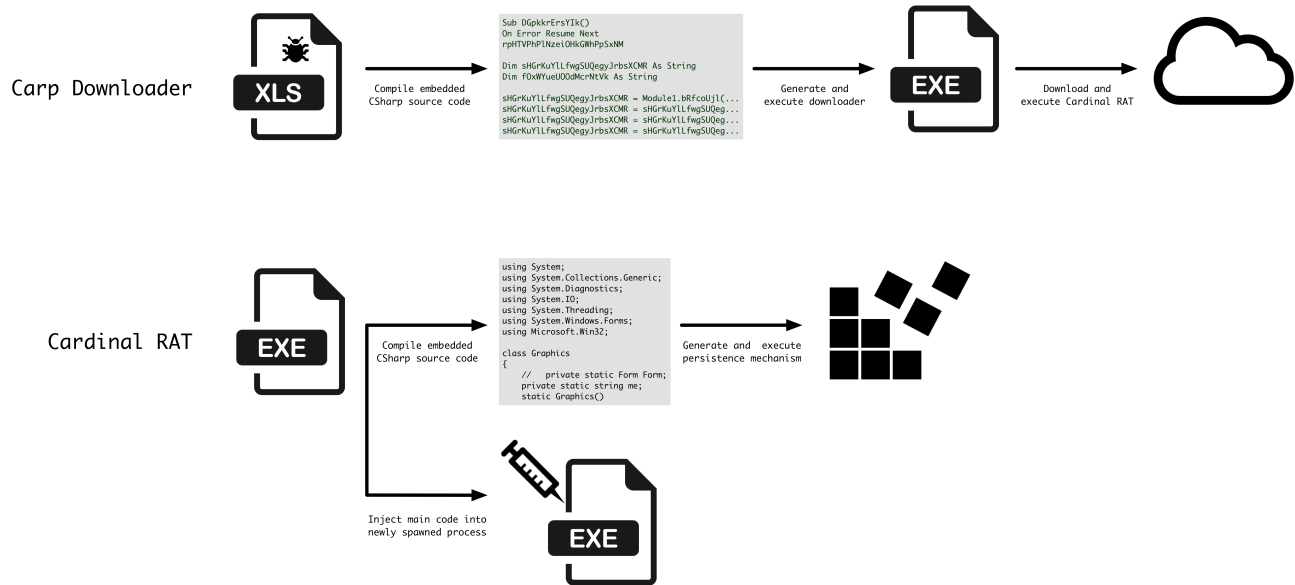 Carp Downloader
XLS
Compile embedded
CSharp source code
Sub DGpkkrErsYIk()
On Error Resume Next
rpHTVPhPlNzeiOHkGWhPpSxNM
Dim sHGrKuYlLfwgSUQegyJrbsXCMR As String
Dim fOxWYueUOOdMcrNtVk As String
sHGrKuYlLfwgSUQegyJrbsXCMR = Module1.bRfcoUjl(...
sHGrKuYlLfwgSUQegyJrbsXCMR = sHGrKuYlLfwgSUQeg...
sHGrKuYlLfwgSUQegyJrbsXCMR = sHGrKuYlLfwgSUQeg...
sHGrKuYlLfwgSUQegyJrbsXCMR = sHGrKuYlLfwgSUQeg...
Generate and
execute downloader
EXE
Download and
execute Cardinal RAT
Cardinal RAT
EXE
Compile embedded
CSharp source code
using System;
using System.Collections.Generic;
using System.Diagnostics;
using System.IO;
using System.Threading;
using System.Windows.Forms;
using Microsoft.Win32;
class Graphics
{
//   private static Form Form;
private static string me;
static Graphics()
Generate and  execute
persistence mechanism
Inject main code into
newly spawned process
EXE